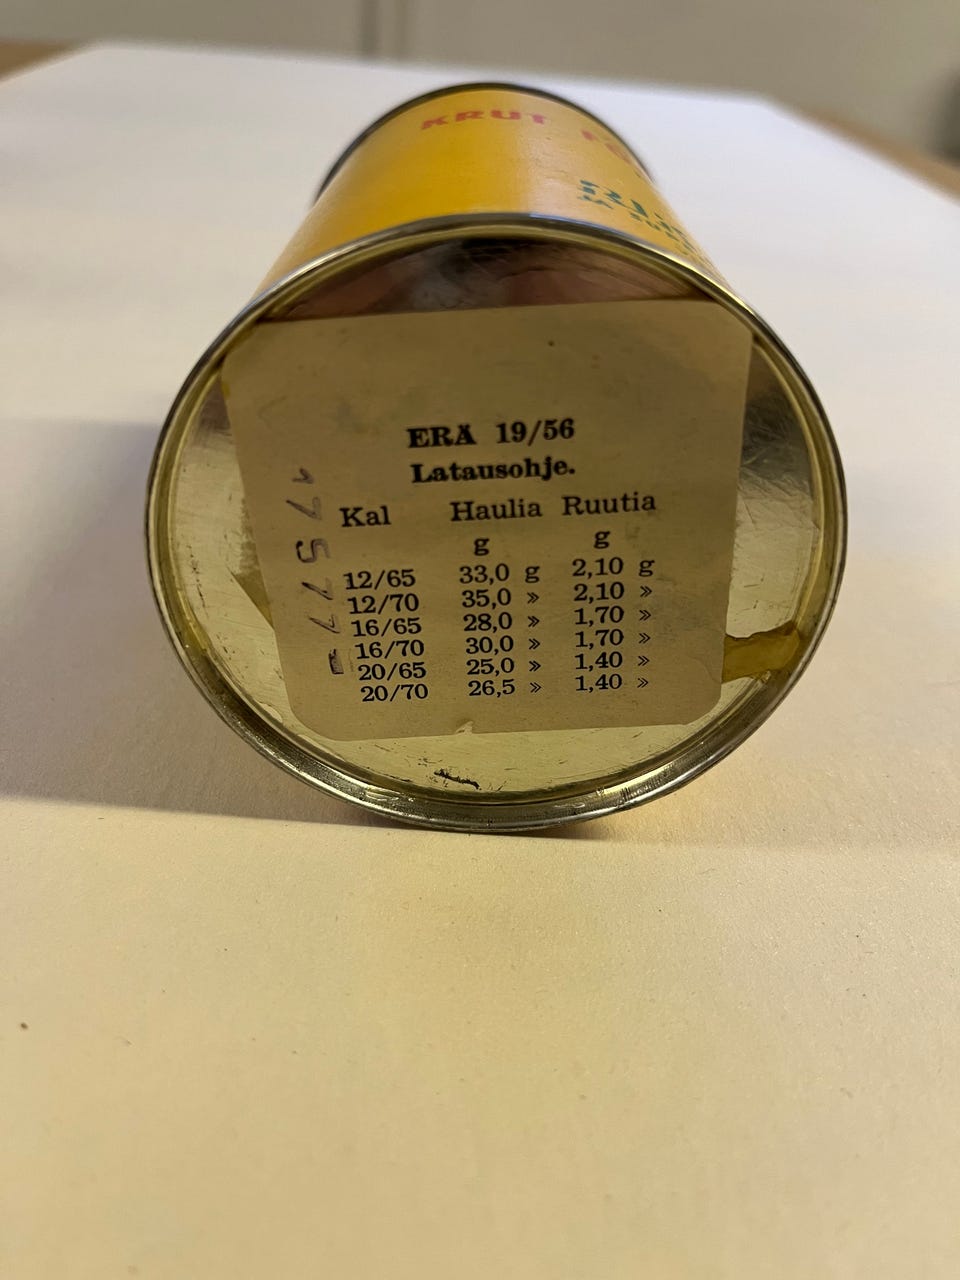 KRUT
ERÄ 19/56
Latausohje.
Kal Haulia Ruutia
g g
12/65 33,0 g 2,10 g
12/70 35,0 » 2,10 »
16/65 28,0 » 1,70 »
16/70 30,0 » 1,70 »
20/65 25,0 » 1,40 »
20/70 26,5 » 1,40 »